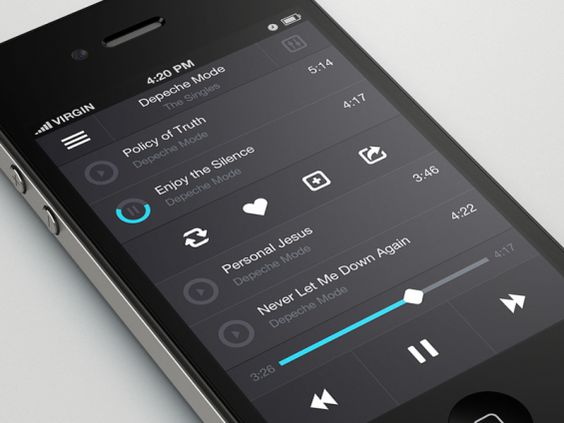 VIRGIN
4:20 PM
Depeche Mode
The Singles
Policy of Truth
5:14
Depeche Mode
Enjoy the Silence
4:17
Depeche Mode
Personal Jesus
3:46
Depeche Mode
Never Let Me Down Again
4:22
Depeche Mode
3:26
4:17